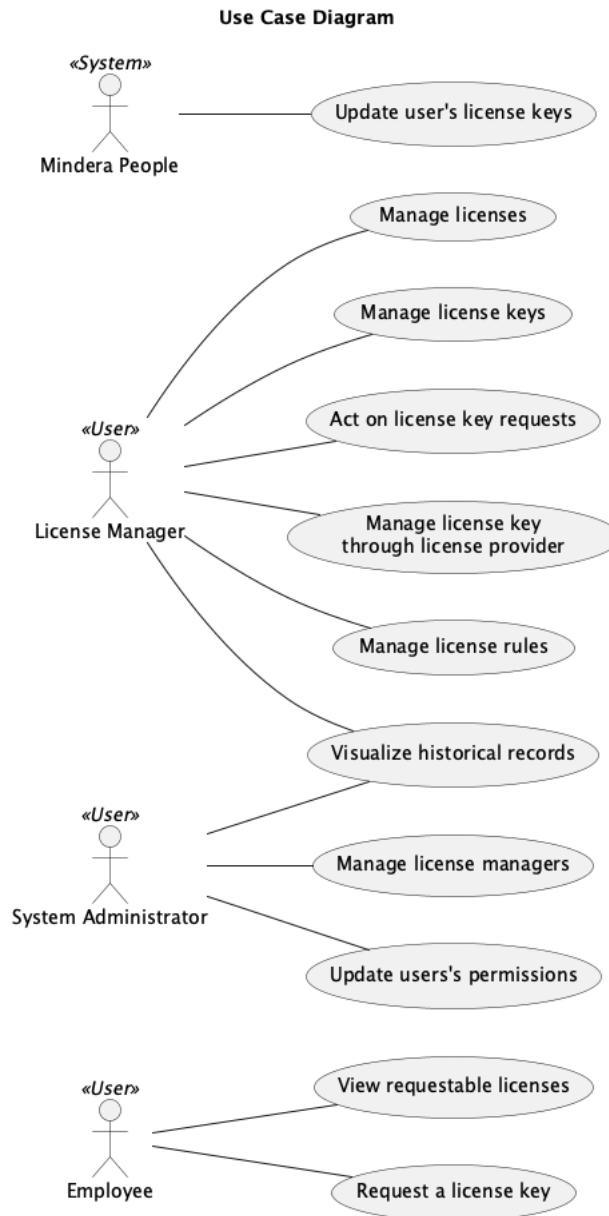 Use Case Diagram
«System»
Update user's license keys
Mindera People
Manage licenses
Manage license keys
Act on license key requests
«User»
License Manager
Manage license key
through license provider
Manage license rules
Visualize historical records
«User»
System Administrator
Manage license managers
Update users's permissions
View requestable licenses
«User»
Employee
Request a license key